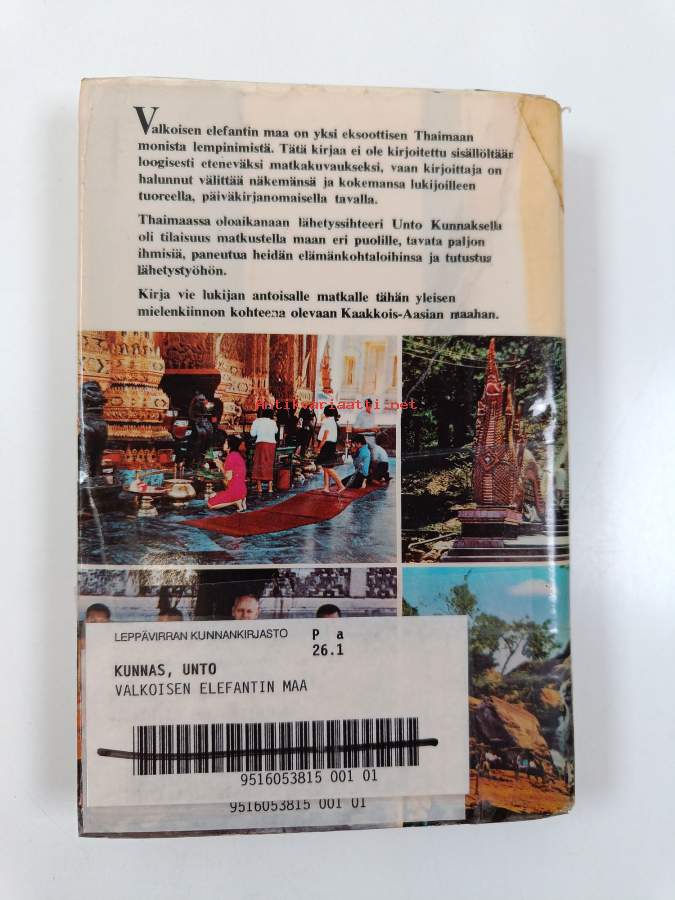 Valkoisen elefantin maa on yksi eksoottisen Thaimaan
monista lempinimistä. Tätä kirjaa ei ole kirjoitettu sisällöltään
loogisesti eteneväksi matkakuvaukseksi, vaan kirjoittaja on
halunnut välittää näkemänsä ja kokemansa lukijoilleen
tuoreella, päiväkirjanomaisella tavalla.
Thaimaassa oloaikanaan lähetyssihteeri Unto Kunnaksella
oli tilaisuus matkustella maan eri puolille, tavata paljon
ihmisiä, paneutua heidän elämänkohtaloihinsa ja tutustua
lähetystyöhön.
Kirja vie lukijan antoisalle matkalle tähän yleisen
mielenkiinnon kohteena olevaan Kaakkois-Aasian maahan.
Antikvariaatti.net
LEPPÄVIRRAN KUNNANKIRJASTO P a
26.1
KUNNAS, UNTO
VALKOISEN ELEFANTIN MAA
9516053815 001 01
9516053815 001 01